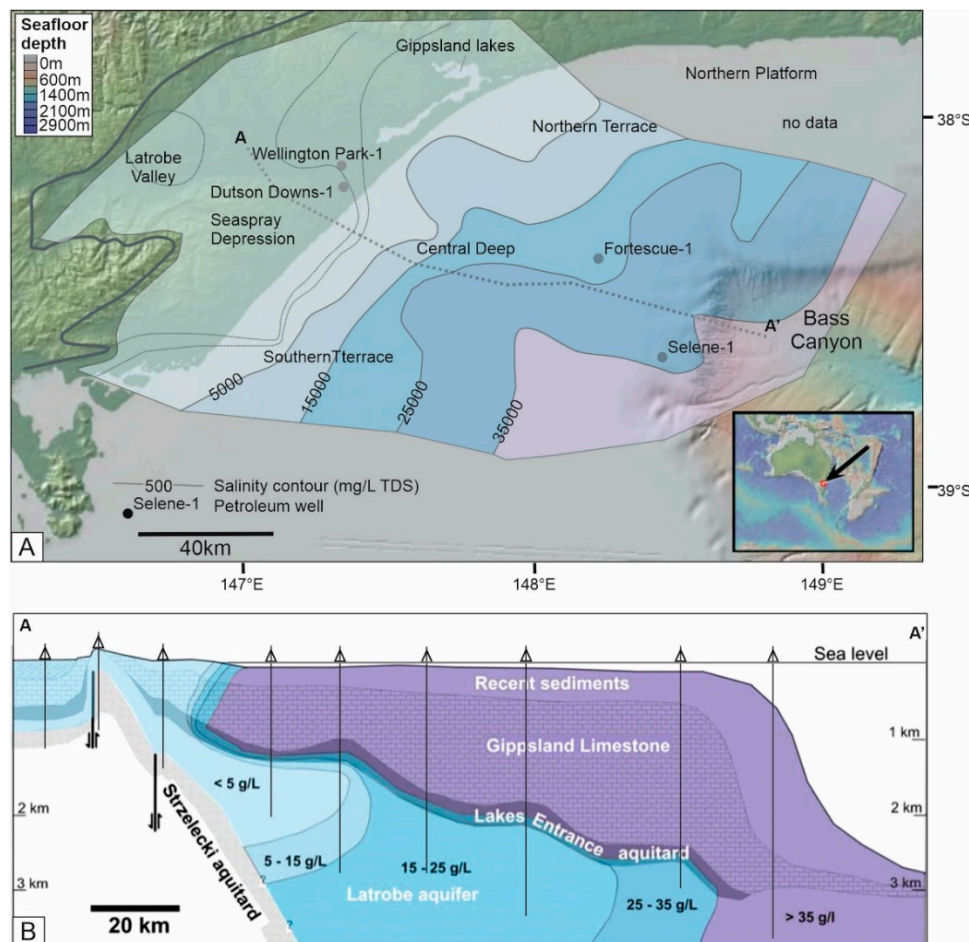 Seafloor
depth
0m
600m
1400m
2100m
2900m
Gippsland lakes
Northern Platform
no data
38°S
Northern Terrace
A
Wellington Park-1
Latrobe
Valley
Dutson Downs-1
Seaspray
Depression
Central Deep
Fortescue-1
A'
Bass
Canyon
Selene-1
Southern Tterrace
5000
15000
25000
35000
500 Salinity contour (mg/L TDS)
Selene-1 Petroleum well
39°S
A
40km
147°E 148°E 149°E
A A'
Sea level
Recent sediments
1 km
Gippsland Limestone
< 5 g/L
2 km 2 km
Lakes Entrance aquitard
Strzelecki aquitard
5 - 15 g/L
15 - 25 g/L
?
3 km 3 km
Latrobe aquifer
25 - 35 g/L
> 35 g/l
20 km
?
B